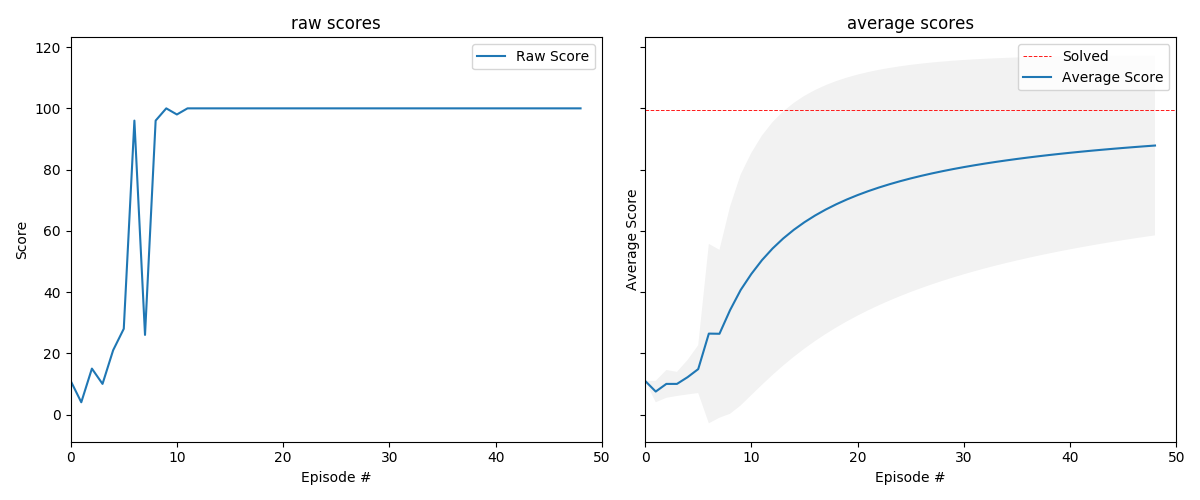 raw scores
Score
120
100
80
60
40
20
0
Raw Score
0 10 20 30 40 50
Episode #
average scores
Average Score
Solved
Average Score
0 10 20 30 40 50
Episode #